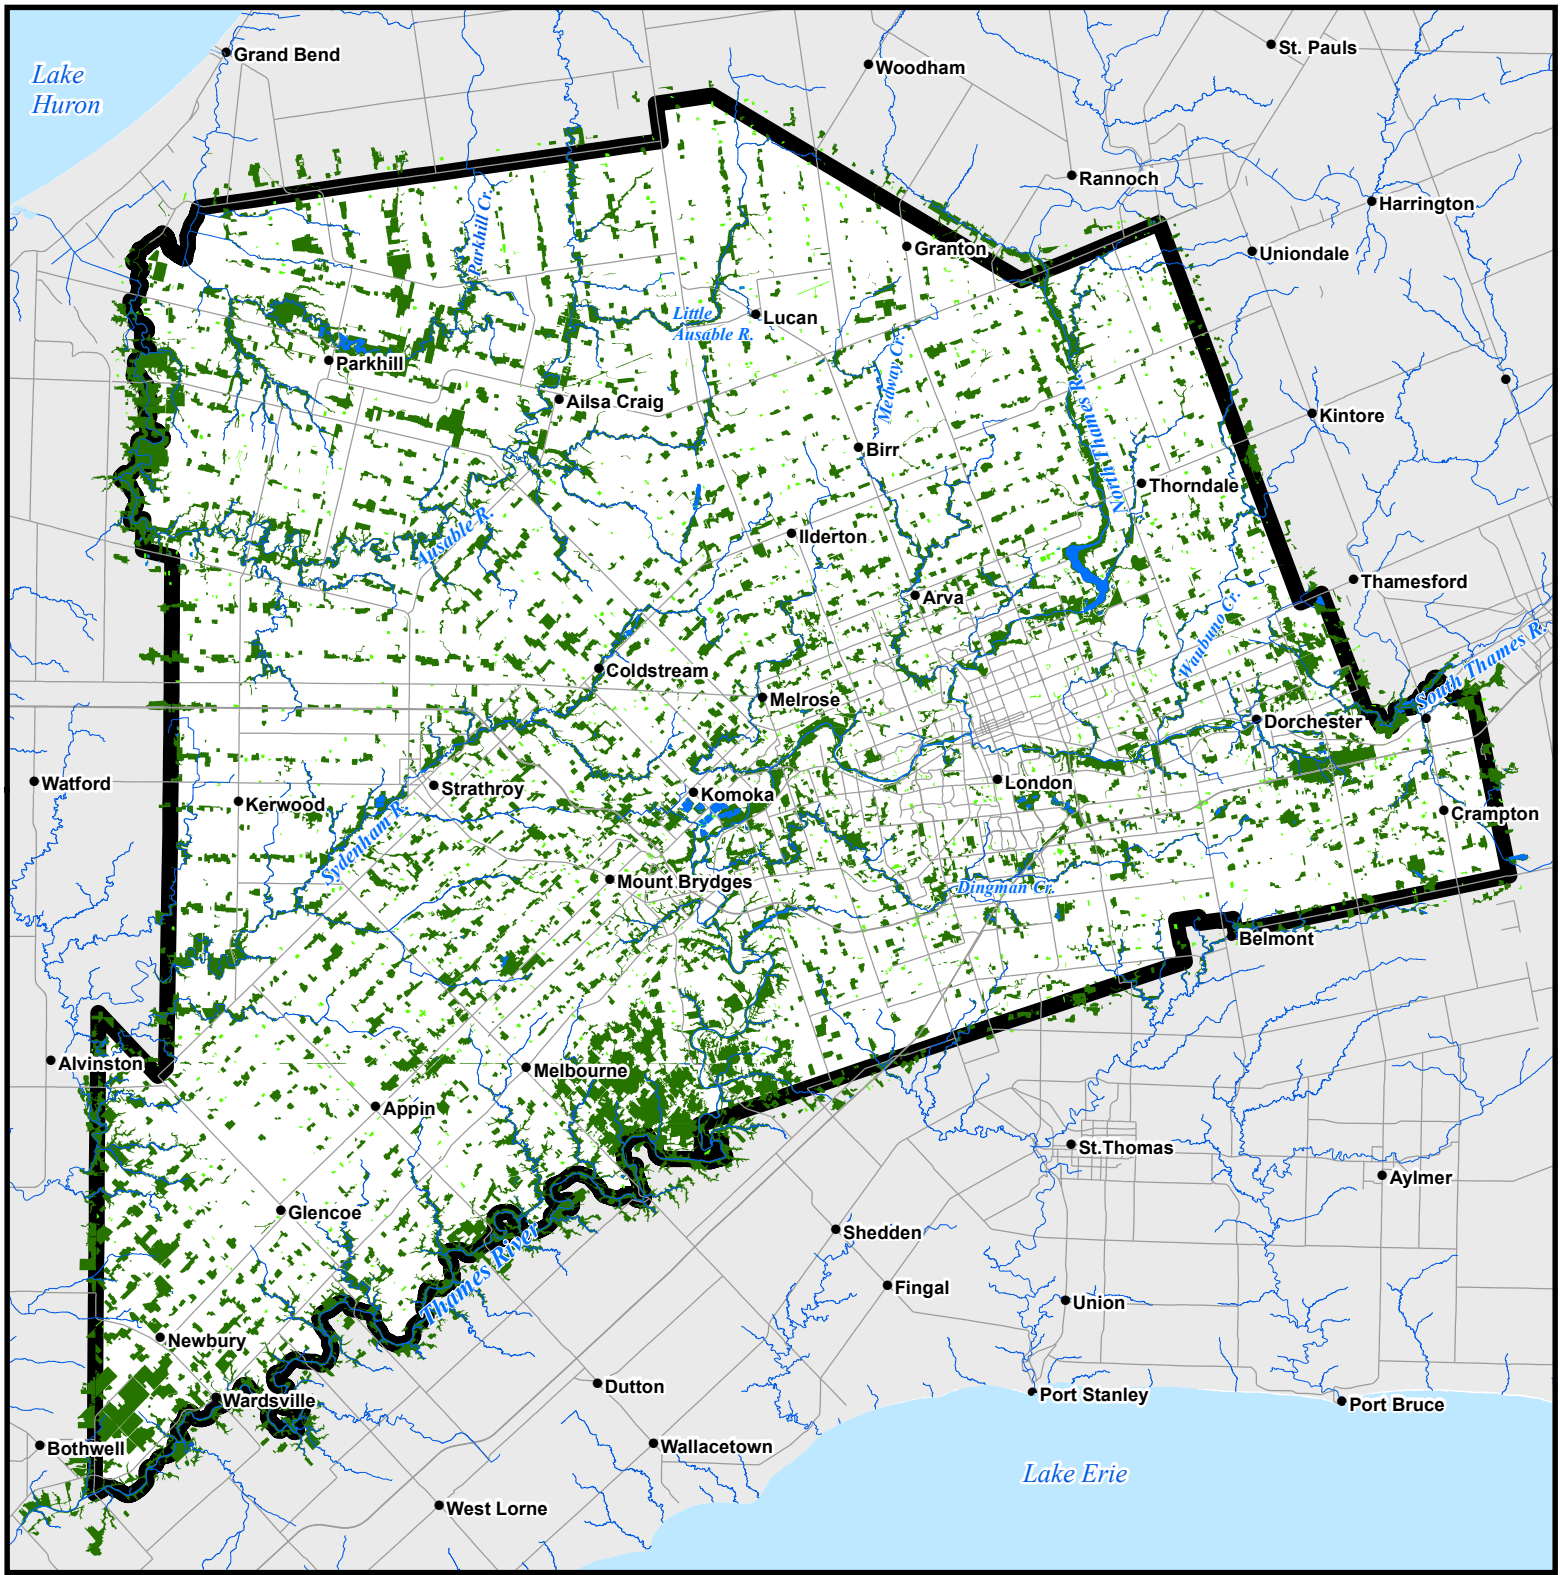 Grand Bend
St. Pauls
Lake
Huron
Woodham
Rannoch
Harrington
Parkhill Cr.
Granton
Uniondale
Little
Ausable R.
Lucan
Parkhill
Medway Cr.
Ailsa Craig
North Thames R.
Kintore
Birr
Thorndale
Ausable R.
Ilderton
Thamesford
Arva
Waubuno Cr.
South Thames R.
Coldstream
Melrose
Dorchester
Watford
Strathroy
London
Kerwood
Komoka
Crampton
Sydenham R.
Mount Brydges
Dingman Cr.
Belmont
Alvinston
Melbourne
Appin
St.Thomas
Aylmer
Glencoe
Shedden
Thames River
Fingal
Union
Newbury
Dutton
Port Stanley
Wardsville
Port Bruce
Bothwell
Wallacetown
Lake Erie
West Lorne